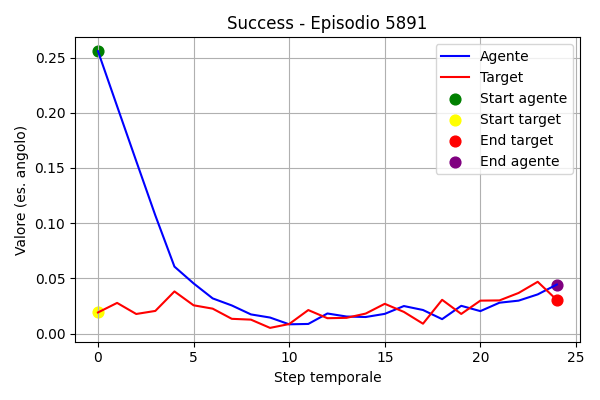 Success - Episodio 5891
Valore (es. angolo)
0.25
0.20
0.15
0.10
0.05
0.00
Agente
Target
Start agente
Start target
End target
End agente
0 5 10 15 20 25
Step temporale